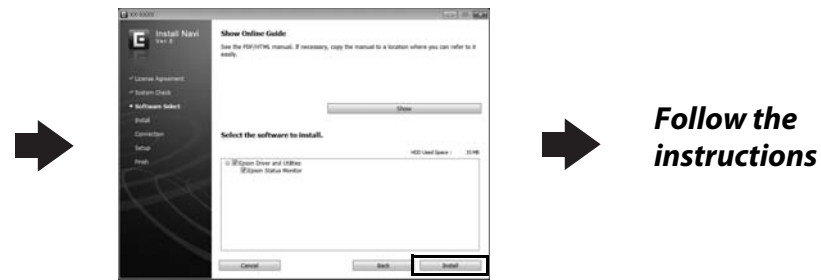 XX-XXXXX
Install Navi
Ver.5
Show Online Guide
See the PDF/HTML manual. If necessary, copy the manual to a location where you can refer to it
easily.
License Agreement
System Check
Software Select
Install
Connection
Setup
Finish
Show
Select the software to install.
HDD Used Space :
Epson Driver and Utilities
Epson Status Monitor
Cancel
Back
Install
Follow the
instructions